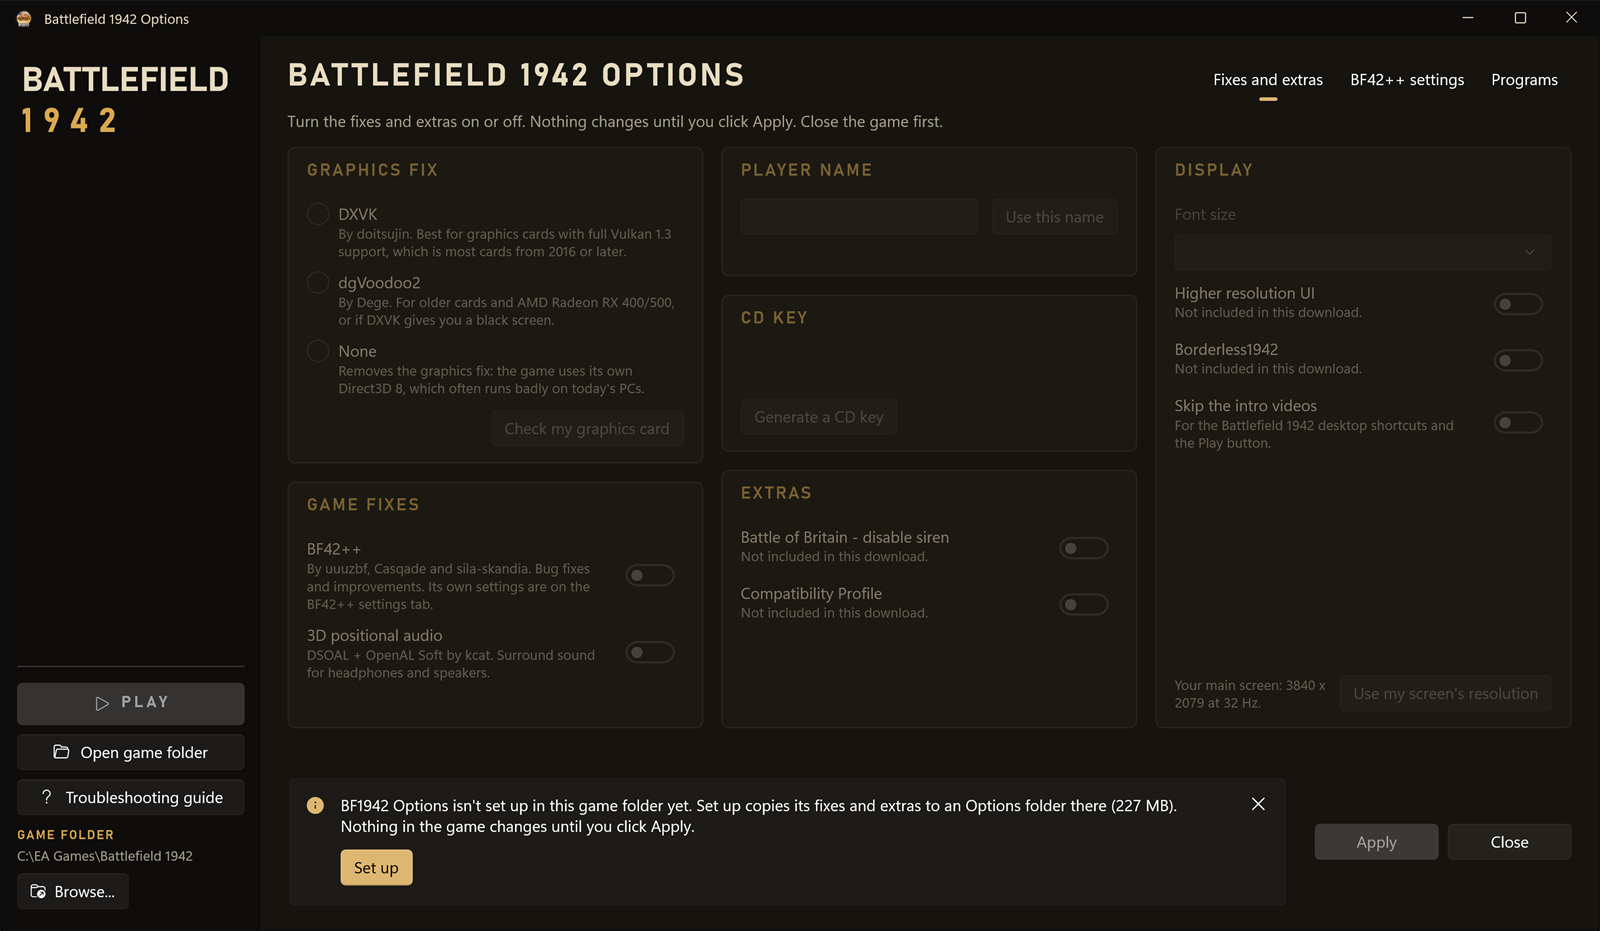 Battlefield 1942 Options
BATTLEFIELD
1942
BATTLEFIELD 1942 OPTIONS
Fixes and extras
BF42++ settings
Programs
Turn the fixes and extras on or off. Nothing changes until you click Apply. Close the game first.
GRAPHICS FIX
DXVK
By doitsujin. Best for graphics cards with full Vulkan 1.3
support, which is most cards from 2016 or later.
dgVoodoo2
By Dege. For older cards and AMD Radeon RX 400/500,
or if DXVK gives you a black screen.
None
Removes the graphics fix: the game uses its own
Direct3D 8, which often runs badly on today's PCs.
Check my graphics card
GAME FIXES
BF42++
By uuuzbf, Casqade and sila-skandia. Bug fixes
and improvements. Its own settings are on the
BF42++ settings tab.
3D positional audio
DSOAL + OpenAL Soft by kcat. Surround sound
for headphones and speakers.
PLAYER NAME
Use this name
CD KEY
Generate a CD key
EXTRAS
Battle of Britain - disable siren
Not included in this download.
Compatibility Profile
Not included in this download.
DISPLAY
Font size
Higher resolution UI
Not included in this download.
Borderless1942
Not included in this download.
Skip the intro videos
For the Battlefield 1942 desktop shortcuts and
the Play button.
Your main screen: 3840 x
2079 at 32 Hz.
Use my screen's resolution
PLAY
Open game folder
? Troubleshooting guide
GAME FOLDER
C:\EA Games\Battlefield 1942
Browse...
BF1942 Options isn't set up in this game folder yet. Set up copies its fixes and extras to an Options folder there (227 MB).
Nothing in the game changes until you click Apply.
Set up
Apply
Close